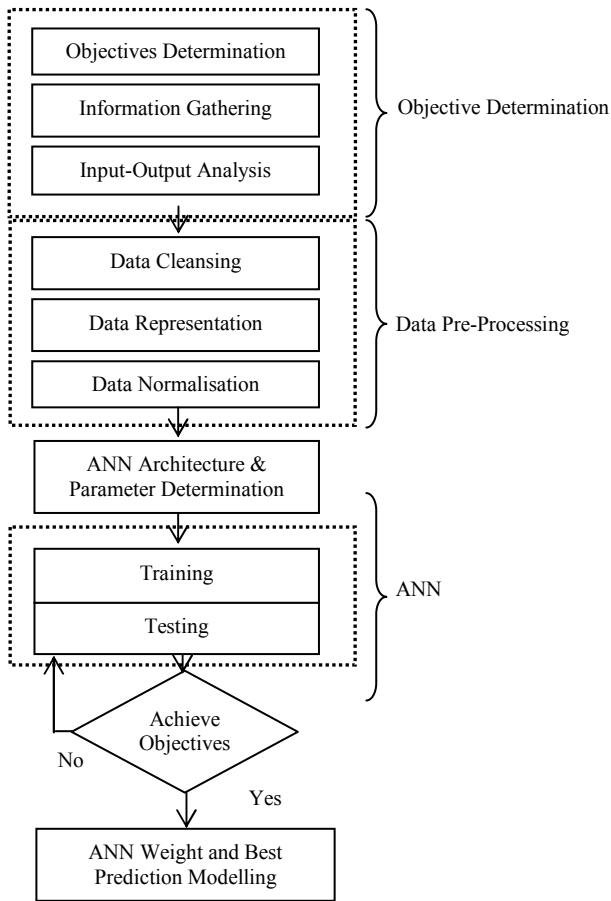 Objectives Determination
Information Gathering
Input-Output Analysis
Objective Determination
Data Cleansing
Data Representation
Data Normalisation
Data Pre-Processing
ANN Architecture &
Parameter Determination
Training
Testing
ANN
Achieve
Objectives
No
Yes
ANN Weight and Best
Prediction Modelling